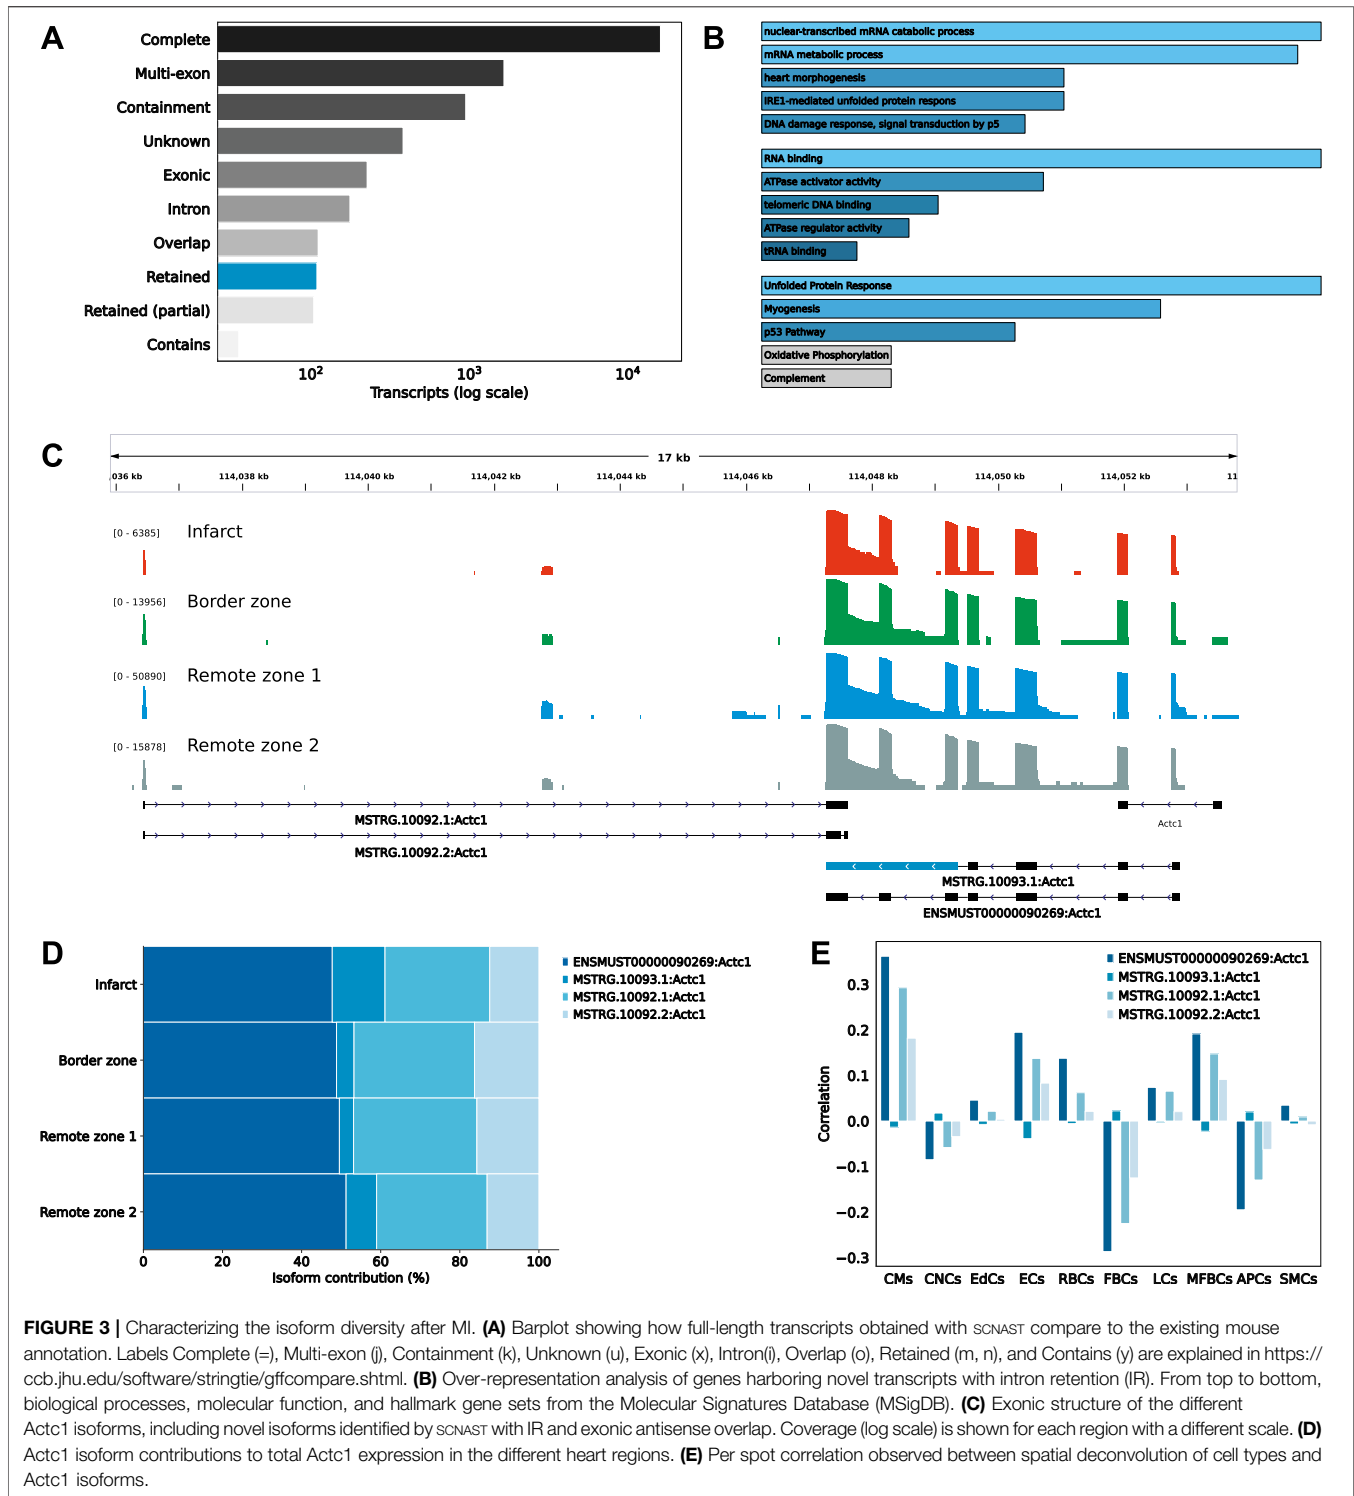 A
Complete
Multi-exon
Containment
Unknown
Exonic
Intron
Overlap
Retained
Retained (partial)
Contains
10²
10³
10⁴
Transcripts (log scale)
B
nuclear-transcribed mRNA catabolic process
mRNA metabolic process
heart morphogenesis
IRE1-mediated unfolded protein respons
DNA damage response, signal transduction by p5
RNA binding
ATPase activator activity
telomeric DNA binding
ATPase regulator activity
tRNA binding
Unfolded Protein Response
Myogenesis
p53 Pathway
Oxidative Phosphorylation
Complement
C
17 kb
,036 kb 114,038 kb 114,040 kb 114,042 kb 114,044 kb 114,046 kb 114,048 kb 114,050 kb 114,052 kb 11
[0 - 6385] Infarct
[0 - 13956] Border zone
[0 - 50890] Remote zone 1
[0 - 15878] Remote zone 2
MSTRG.10092.1:Actc1
Actc1
MSTRG.10092.2:Actc1
MSTRG.10093.1:Actc1
ENSMUST00000090269:Actc1
D
Infarct
Border zone
Remote zone 1
Remote zone 2
0 20 40 60 80 100
Isoform contribution (%)
ENSMUST00000090269:Actc1
MSTRG.10093.1:Actc1
MSTRG.10092.1:Actc1
MSTRG.10092.2:Actc1
E
ENSMUST00000090269:Actc1
MSTRG.10093.1:Actc1
MSTRG.10092.1:Actc1
MSTRG.10092.2:Actc1
Correlation
0.3
0.2
0.1
0.0
−0.1
−0.2
−0.3
CMs CNCs EdCs ECs RBCs FBCs LCs MFBCs APCs SMCs
FIGURE 3 | Characterizing the isoform diversity after MI. (A) Barplot showing how full-length transcripts obtained with SCNAST compare to the existing mouse
annotation. Labels Complete (=), Multi-exon (j), Containment (k), Unknown (u), Exonic (x), Intron(i), Overlap (o), Retained (m, n), and Contains (y) are explained in https://
ccb.jhu.edu/software/stringtie/gffcompare.shtml. (B) Over-representation analysis of genes harboring novel transcripts with intron retention (IR). From top to bottom,
biological processes, molecular function, and hallmark gene sets from the Molecular Signatures Database (MSigDB). (C) Exonic structure of the different
Actc1 isoforms, including novel isoforms identified by SCNAST with IR and exonic antisense overlap. Coverage (log scale) is shown for each region with a different scale. (D)
Actc1 isoform contributions to total Actc1 expression in the different heart regions. (E) Per spot correlation observed between spatial deconvolution of cell types and
Actc1 isoforms.